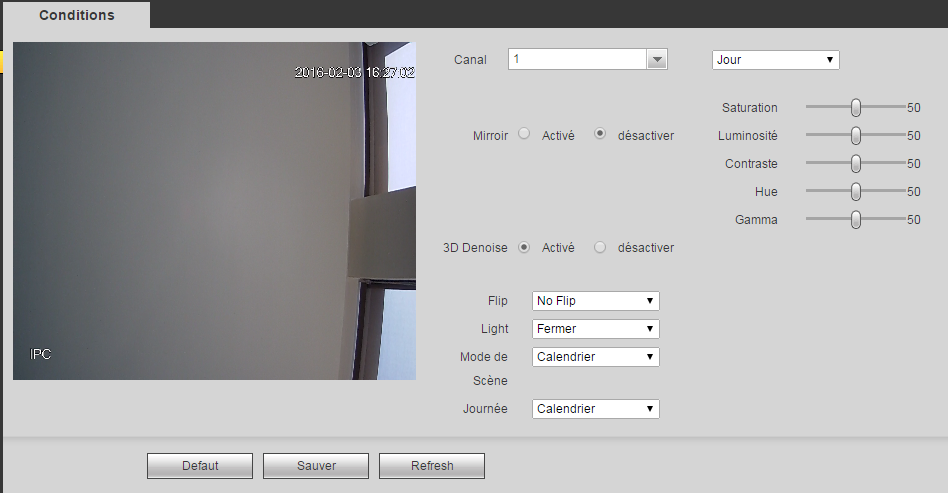 Conditions
2016-02-03 16:27:02
IPC
Canal 1 Jour
Saturation 50
Mirroir Activé désactiver Luminosité 50
Contraste 50
Hue 50
Gamma 50
3D Denoise Activé désactiver
Flip No Flip
Light Fermer
Mode de Calendrier
Scène
Journée Calendrier
Defaut Sauver Refresh